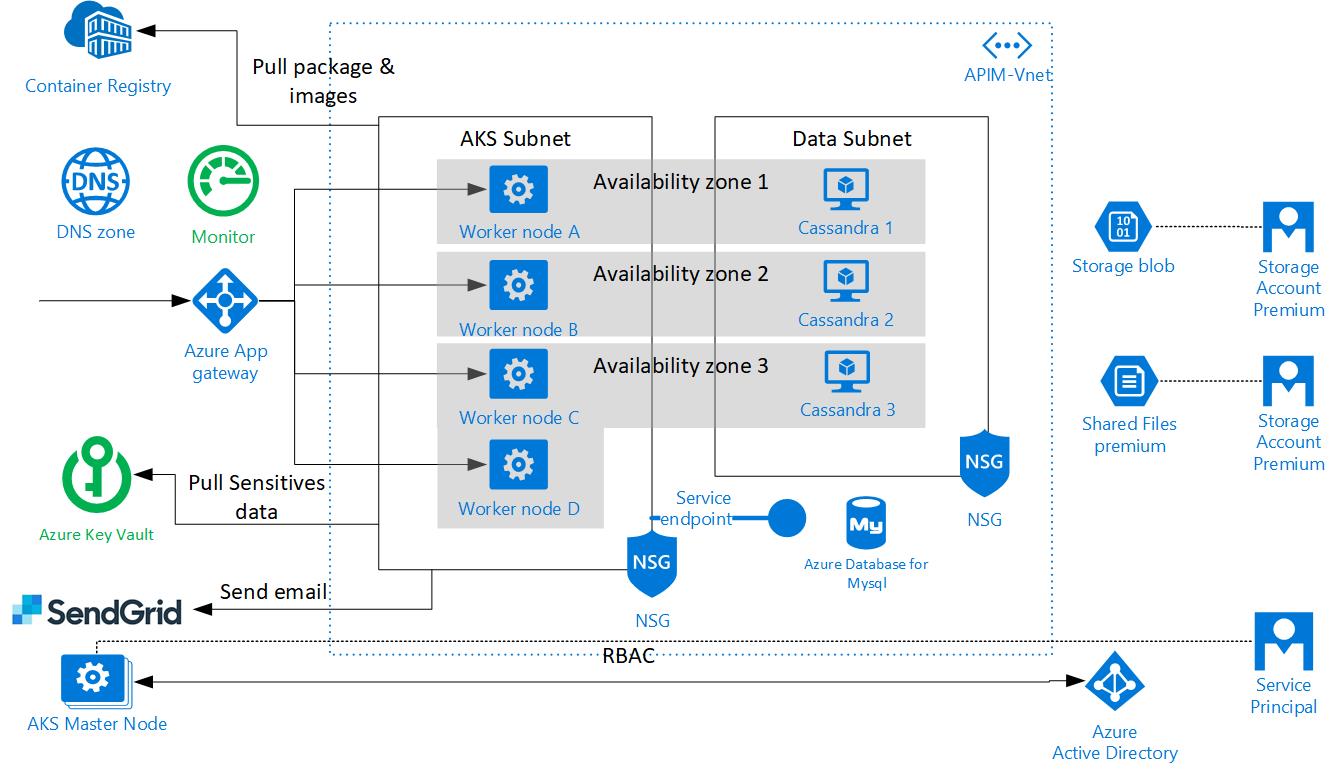 Container Registry
Pull package &
images
APIM-Vnet
AKS Subnet
Data Subnet
DNS
DNS zone
Monitor
Availability zone 1
Worker node A
Cassandra 1
Availability zone 2
Worker node B
Cassandra 2
Availability zone 3
Worker node C
Cassandra 3
Worker node D
Azure App
gateway
10
01
Storage blob
Storage
Account
Premium
Shared Files
premium
Storage
Account
Premium
Azure Key Vault
Pull Sensitives
data
Service
endpoint
My
Azure Database for
Mysql
NSG
NSG
NSG
NSG
Send email
SendGrid
RBAC
AKS Master Node
Azure
Active Directory
Service
Principal